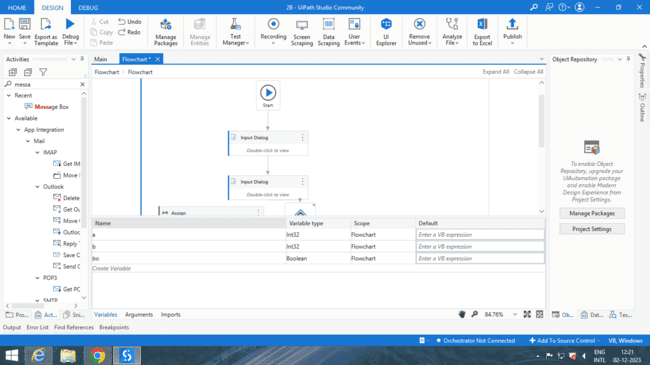 HOME
DESIGN
DEBUG
2B - UiPath Studio Community
New
Save
Export as Template
Debug File
Cut
Copy
Paste
Undo
Redo
Manage Packages
Manage Entities
Test Manager
Recording
Screen Scraping
Data Scraping
User Events
UI Explorer
Remove Unused
Analyze File
Export to Excel
Publish
Activities
messa
Recent
Message Box
Available
App Integration
Mail
IMAP
Get IM
Move
Outlook
Delete
Get Ou
Move
Outloo
Reply
Save C
Send O
POP3
Get PC
SMTP
Pro...
Act...
Sni...
Main
Flowchart *
Flowchart
Flowchart
Expand All
Collapse All
Start
Input Dialog
Double-click to view
Input Dialog
Double-click to view
Assign
Name
Variable type
Scope
Default
a
Int32
Flowchart
Enter a VB expression
b
Int32
Flowchart
Enter a VB expression
bo
Boolean
Flowchart
Enter a VB expression
Create Variable
Variables
Arguments
Imports
84.76%
Object Repository
To enable Object
Repository, upgrade your
UIAutomation package
and enable Modern
Design Experience from
Project Settings.
Manage Packages
Project Settings
Obj...
Dat...
Tes...
Properties
Outline
Output
Error List
Find References
Breakpoints
Orchestrator Not Connected
Add To Source Control
VB, Windows
ENG
INTL
12:21
02-12-2023